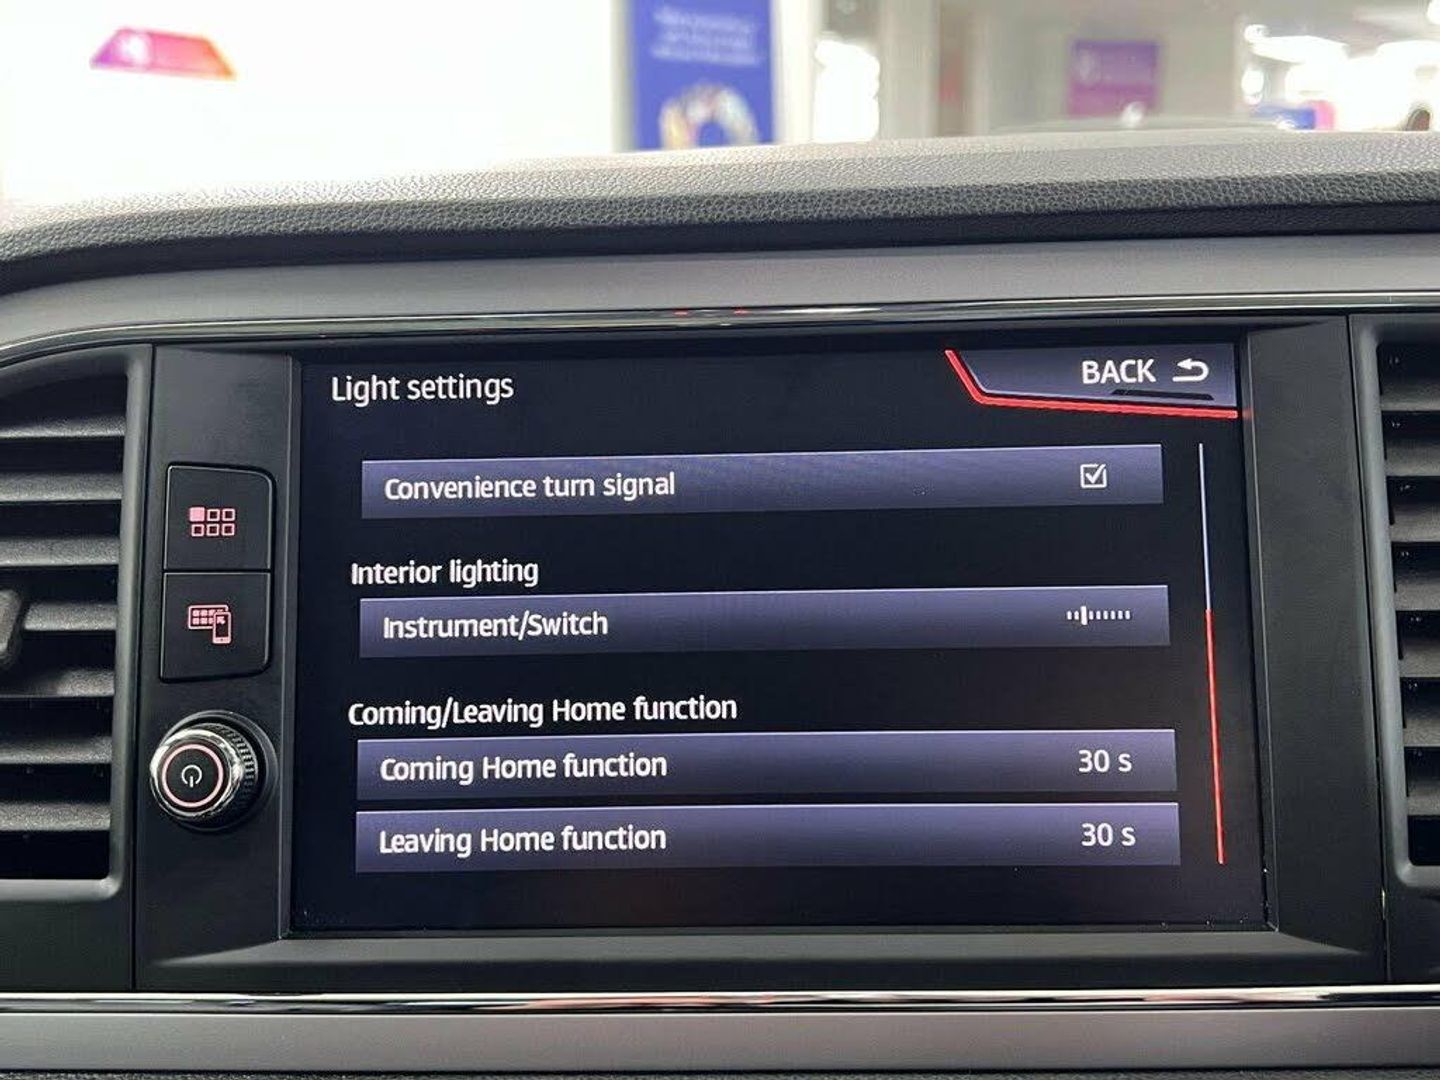 Light settings
BACK
Convenience turn signal
Interior lighting
Instrument/Switch
Coming/Leaving Home function
Coming Home function
30 s
Leaving Home function
30 s